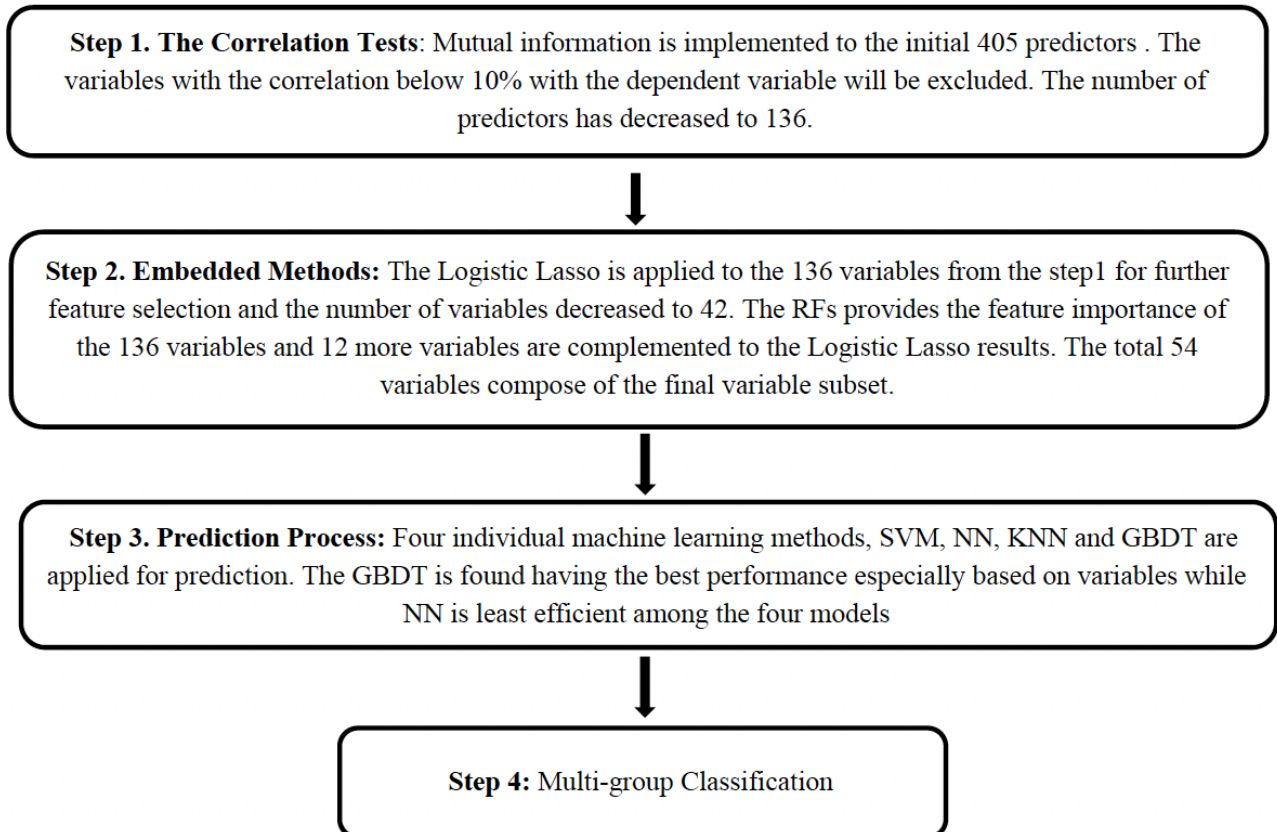 Step 1. The Correlation Tests: Mutual information is implemented to the initial 405 predictors . The
variables with the correlation below 10% with the dependent variable will be excluded. The number of
predictors has decreased to 136.
Step 2. Embedded Methods: The Logistic Lasso is applied to the 136 variables from the step1 for further
feature selection and the number of variables decreased to 42. The RFs provides the feature importance of
the 136 variables and 12 more variables are complemented to the Logistic Lasso results. The total 54
variables compose of the final variable subset.
Step 3. Prediction Process: Four individual machine learning methods, SVM, NN, KNN and GBDT are
applied for prediction. The GBDT is found having the best performance especially based on variables while
NN is least efficient among the four models
Step 4: Multi-group Classification